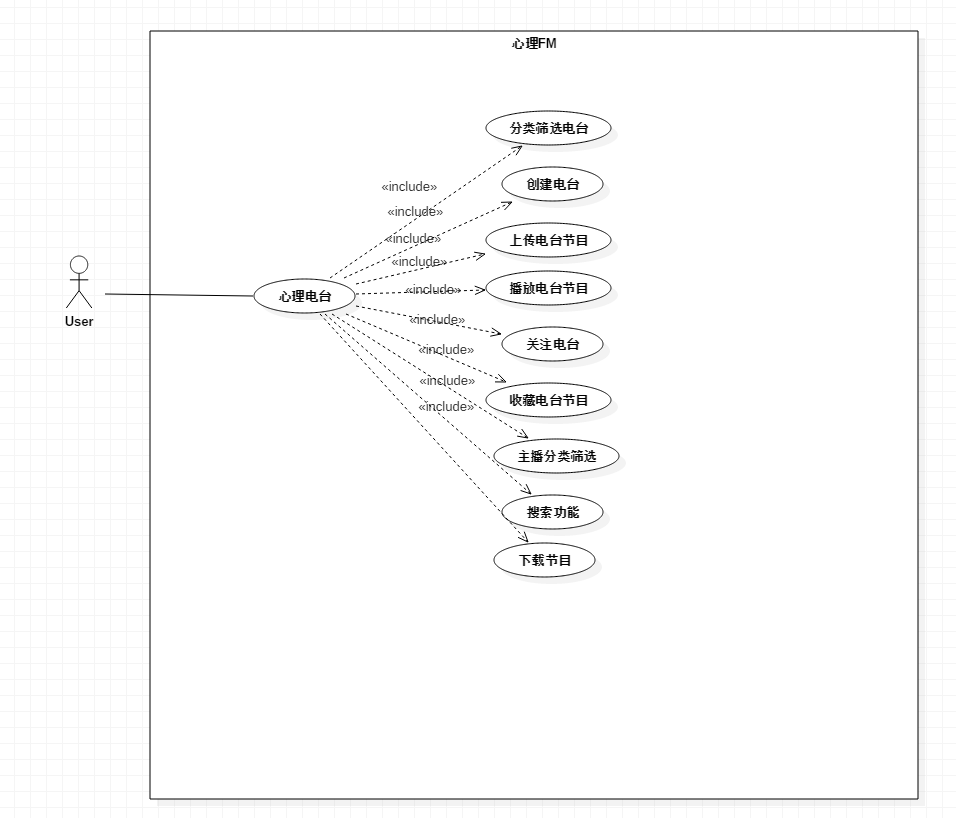 心理FM
分类筛选电台
«include»
创建电台
«include»
«include»
上传电台节目
«include»
«include»
播放电台节目
心理电台
User
«include»
关注电台
«include»
«include»
收藏电台节目
«include»
主播分类筛选
搜索功能
下载节目